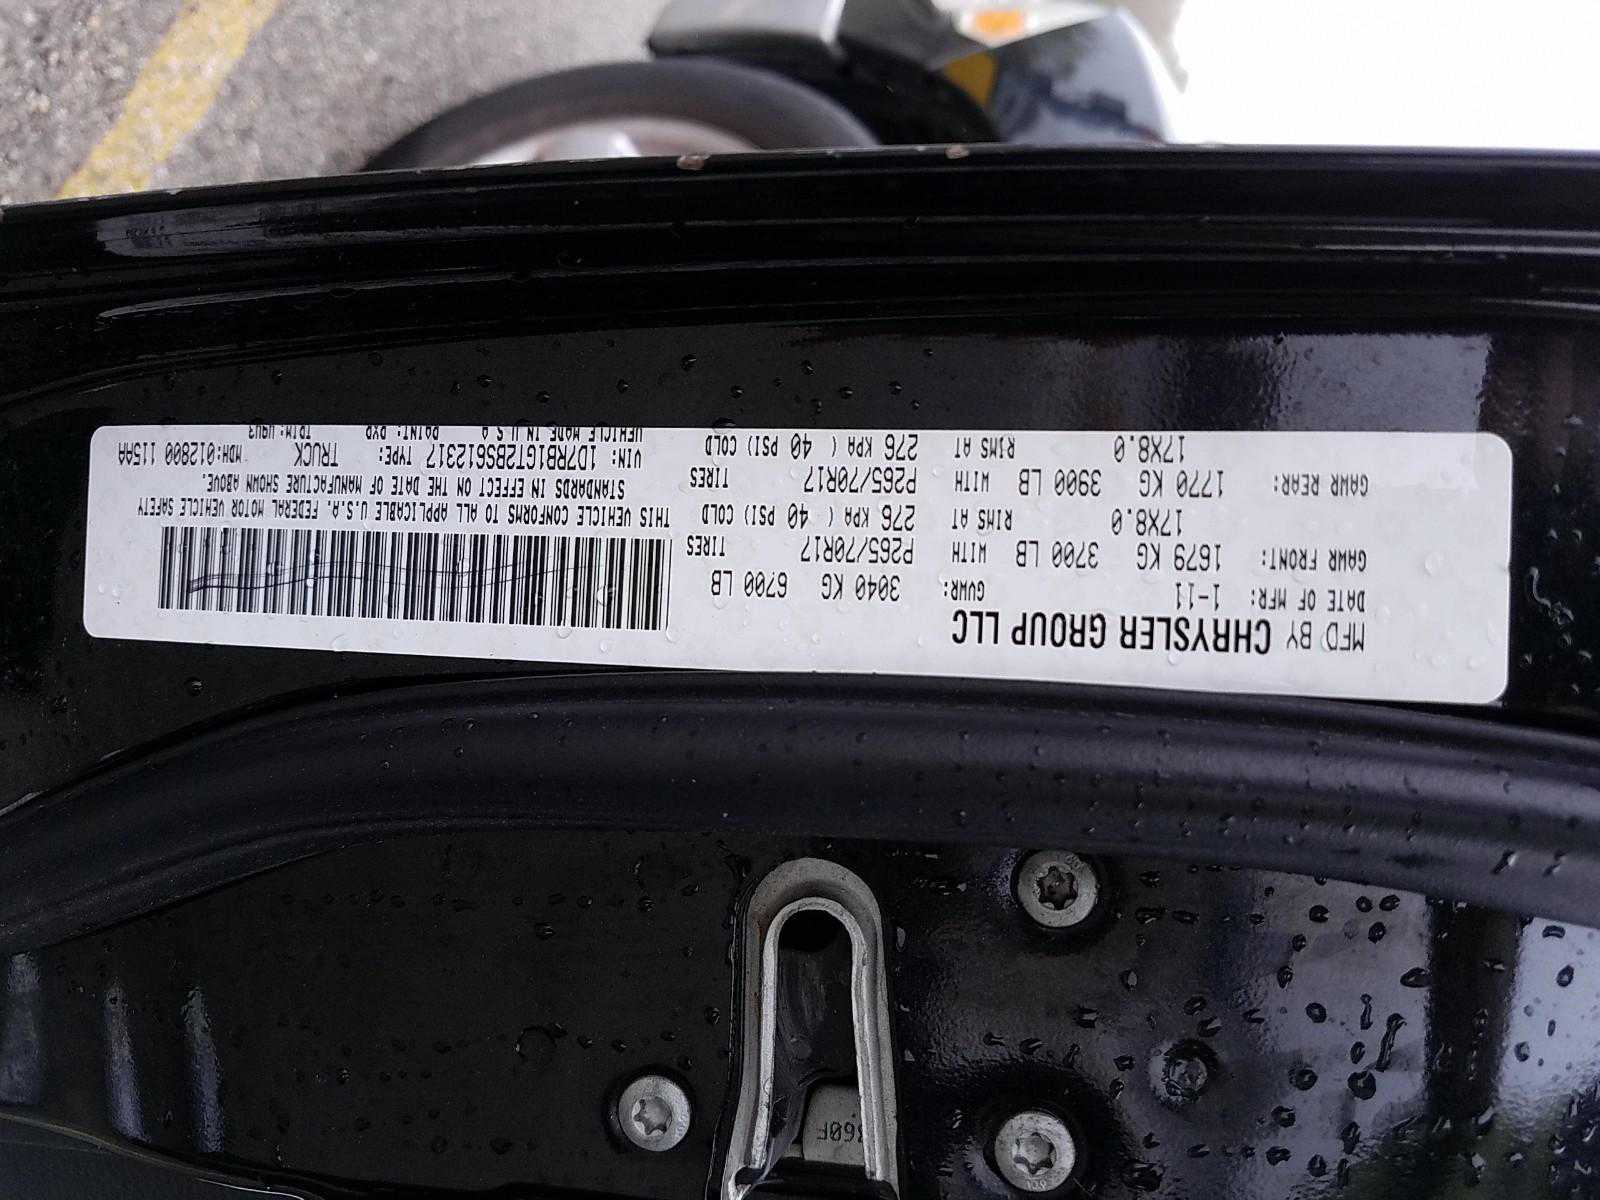 MFD BY CHRYSLER GROUP LLC
DATE OF MFR: 1-11 GVWR: 3040 KG 6700 LB
GAWR FRONT: 1679 KG 3700 LB WITH P265/70R17 TIRES
17X8.0 RIMS AT 276 KPA ( 40 PSI) COLD
GAWR REAR: 1770 KG 3900 LB WITH P265/70R17 TIRES
17X8.0 RIMS AT 276 KPA ( 40 PSI) COLD
THIS VEHICLE CONFORMS TO ALL APPLICABLE U.S.A. FEDERAL MOTOR VEHICLE SAFETY
STANDARDS IN EFFECT ON THE DATE OF MANUFACTURE SHOWN ABOVE.
VIN: 1D7RB1GT2BS612317 TYPE: TRUCK MDH:012800 115AA
VEHICLE MADE IN U.S.A PAINT: PXR TRIM:V9V3
360F